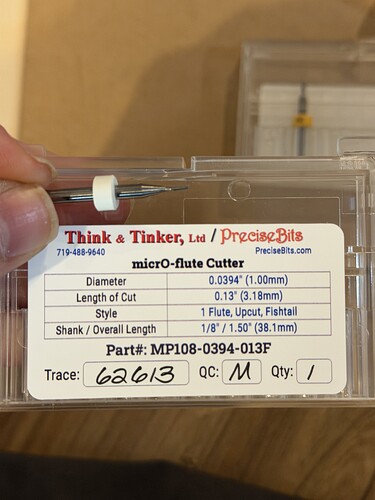 Think & Tinker, Ltd / PreciseBits
719-488-9640 PreciseBits.com
micrO-flute Cutter
Diameter 0.0394" (1.00mm)
Length of Cut 0.13" (3.18mm)
Style 1 Flute, Upcut, Fishtail
Shank / Overall Length 1/8" / 1.50" (38.1mm)
Part#: MP108-0394-013F
Trace: 62613 QC: M Qty: 1